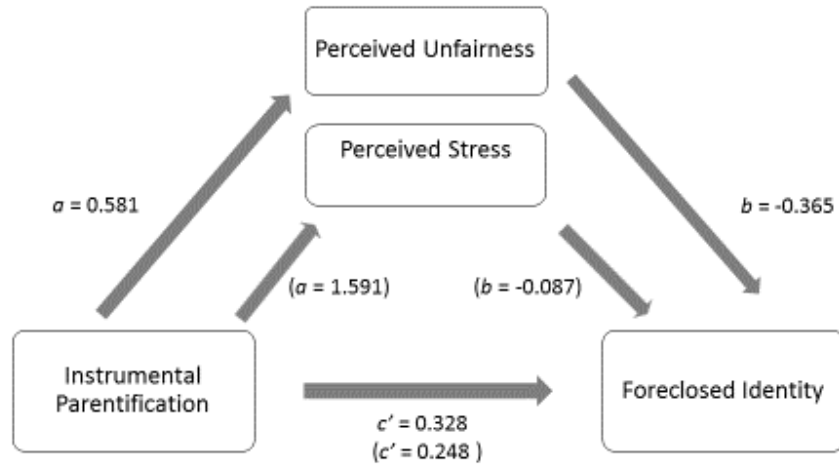 Perceived Unfairness
Perceived Stress
a = 0.581
b = -0.365
(a = 1.591)
(b = -0.087)
Instrumental
Parentification
Foreclosed Identity
c’ = 0.328
(c’ = 0.248 )